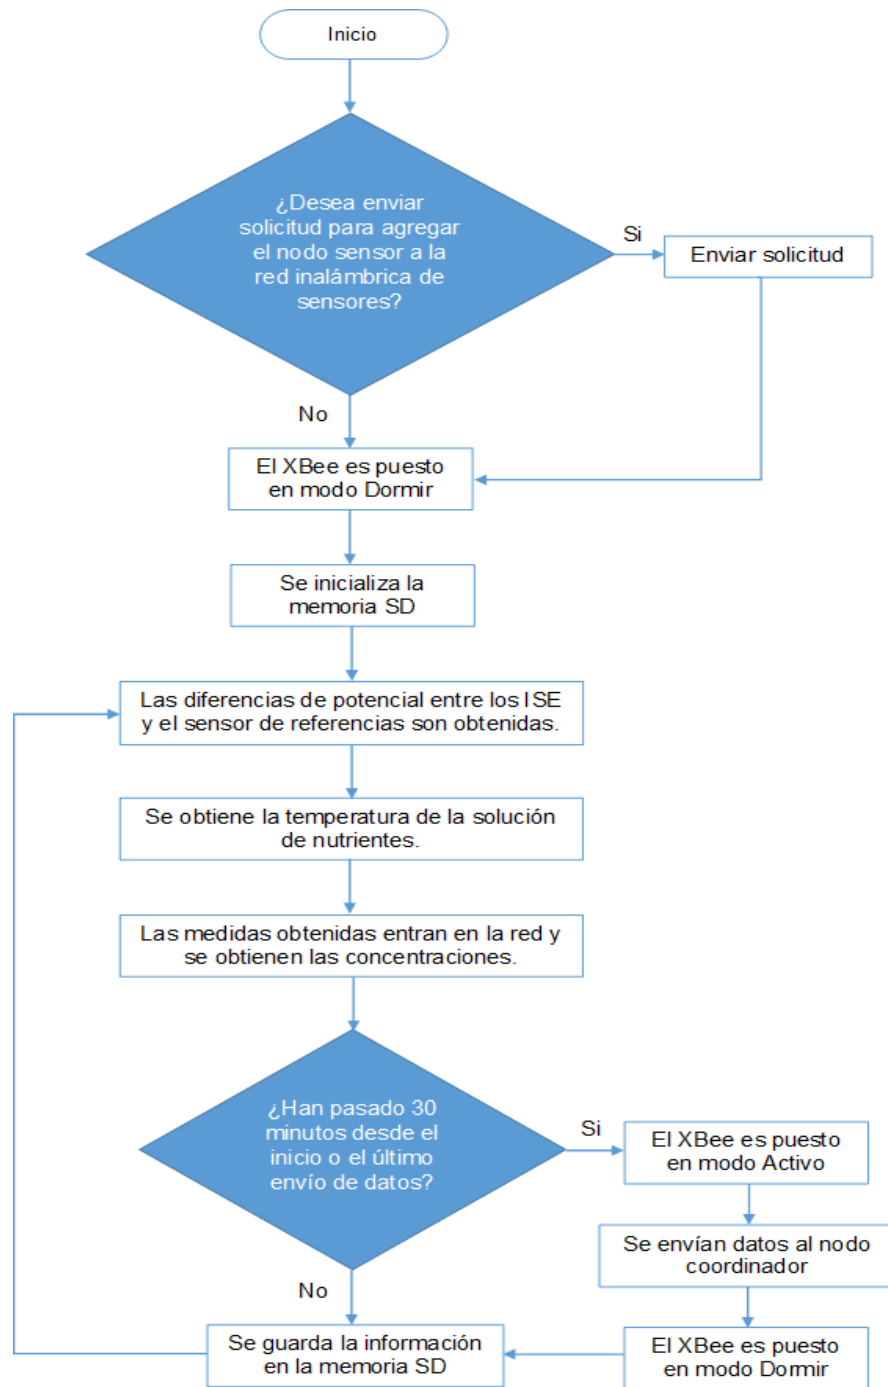 Inicio
¿Desea enviar
solicitud para agregar
el nodo sensor a la
red inalámbrica de
sensores?
Si
Enviar solicitud
No
El XBee es puesto
en modo Dormir
Se inicializa la
memoria SD
Las diferencias de potencial entre los ISE
y el sensor de referencias son obtenidas.
Se obtiene la temperatura de la solución
de nutrientes.
Las medidas obtenidas entran en la red y
se obtienen las concentraciones.
¿Han pasado 30
minutos desde el
inicio o el último
envío de datos?
Si
El XBee es puesto
en modo Activo
Se envían datos al nodo
coordinador
No
Se guarda la información
en la memoria SD
El XBee es puesto
en modo Dormir